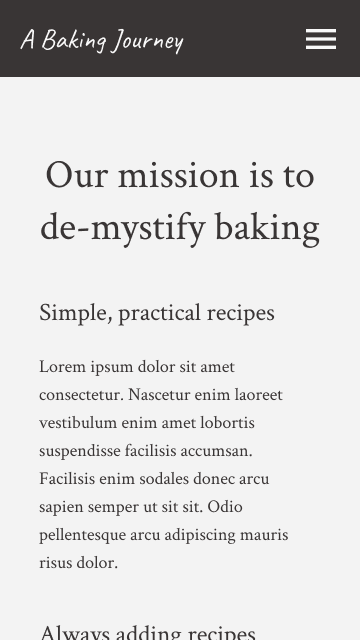 A Baking Journey
Our mission is to
de-mystify baking
Simple, practical recipes
Lorem ipsum dolor sit amet
consectetur. Nascetur enim laoreet
vestibulum enim amet lobortis
suspendisse facilisis accumsan.
Facilisis enim sodales donec arcu
sapien semper ut sit sit. Odio
pellentesque arcu adipiscing mauris
risus dolor.
Always adding recipes